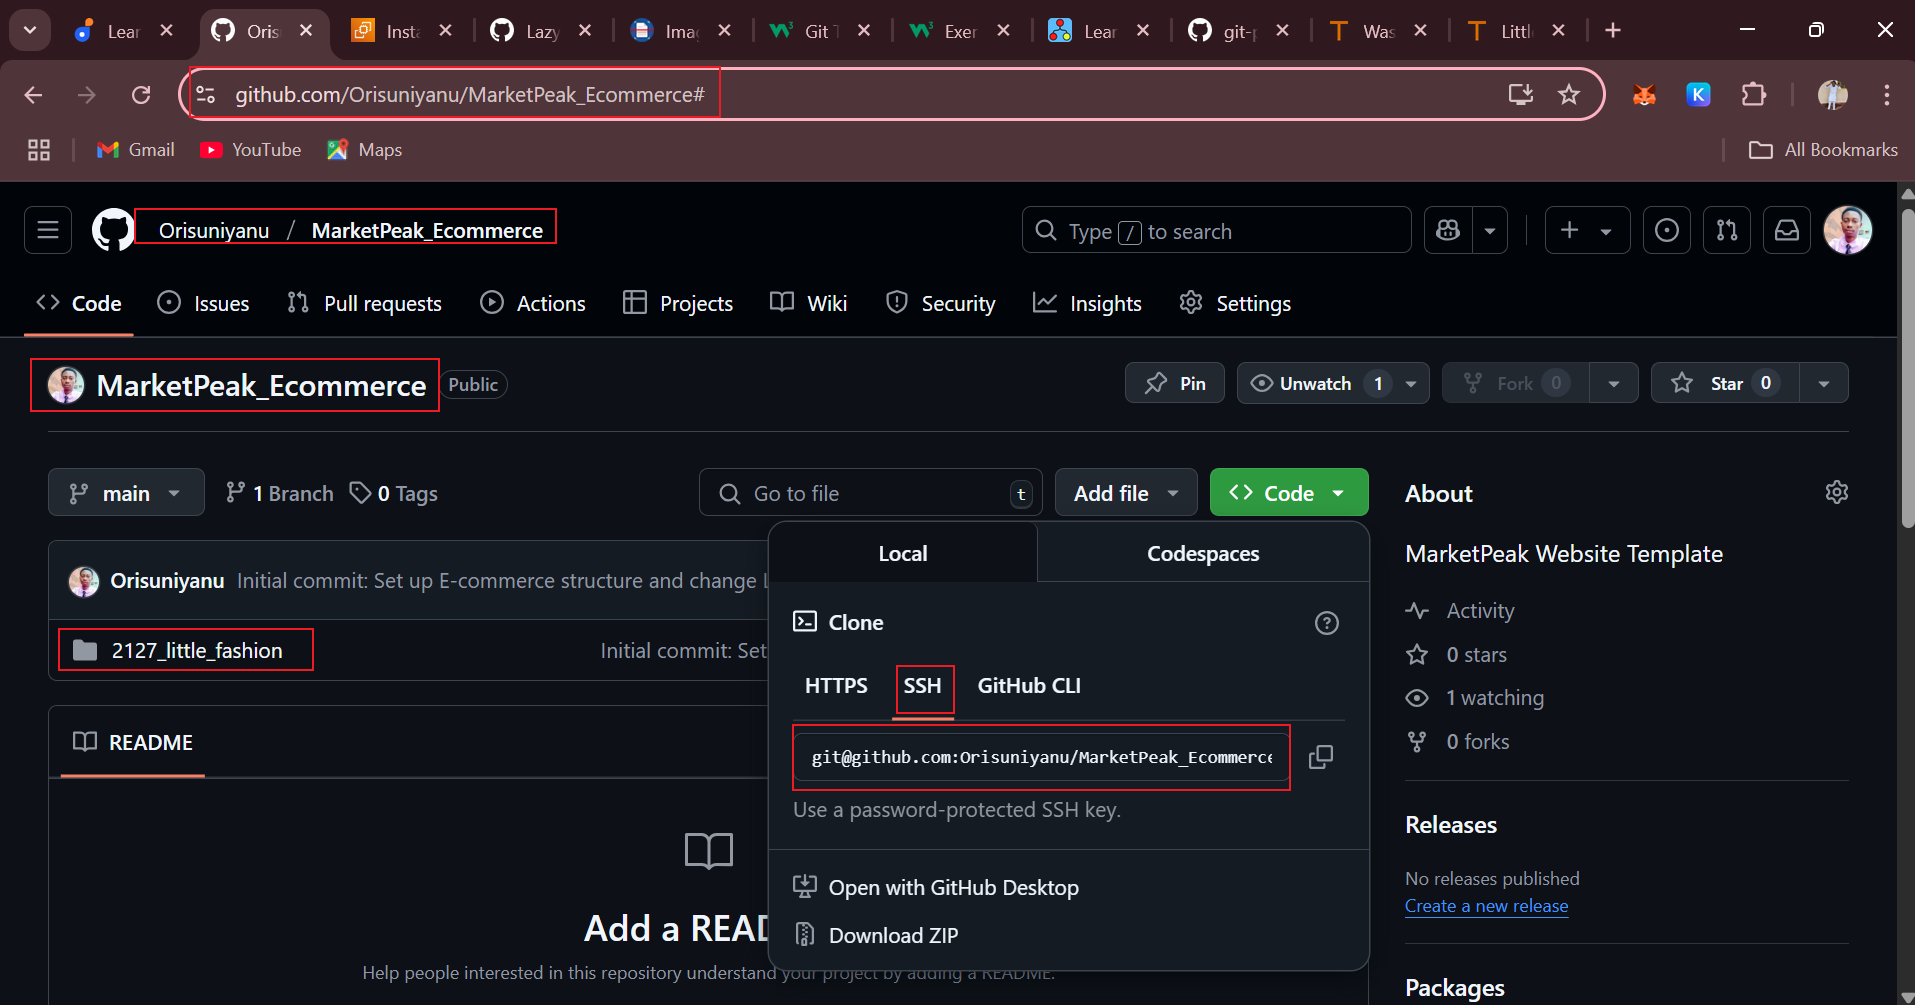 Lear
Oris
Insta
Lazy
Imag
Git T
Exer
Lear
git-p
Was
Littl
github.com/Orisuniyanu/MarketPeak_Ecommerce#
K
Gmail
YouTube
Maps
All Bookmarks
Orisuniyanu / MarketPeak_Ecommerce
Type / to search
Code
Issues
Pull requests
Actions
Projects
Wiki
Security
Insights
Settings
MarketPeak_Ecommerce
Public
Pin
Unwatch 1
Fork 0
Star 0
main
1 Branch
0 Tags
Go to file
t
Add file
Code
About
MarketPeak Website Template
Orisuniyanu Initial commit: Set up E-commerce structure and change
2127_little_fashion
Initial commit: Set
Local
Codespaces
Clone
HTTPS
SSH
GitHub CLI
git@github.com:Orisuniyanu/MarketPeak_Ecommerce
Use a password-protected SSH key.
Open with GitHub Desktop
Download ZIP
README
Add a READ
Help people interested in this repository understand your project by adding a README.
Activity
0 stars
1 watching
0 forks
Releases
No releases published
Create a new release
Packages